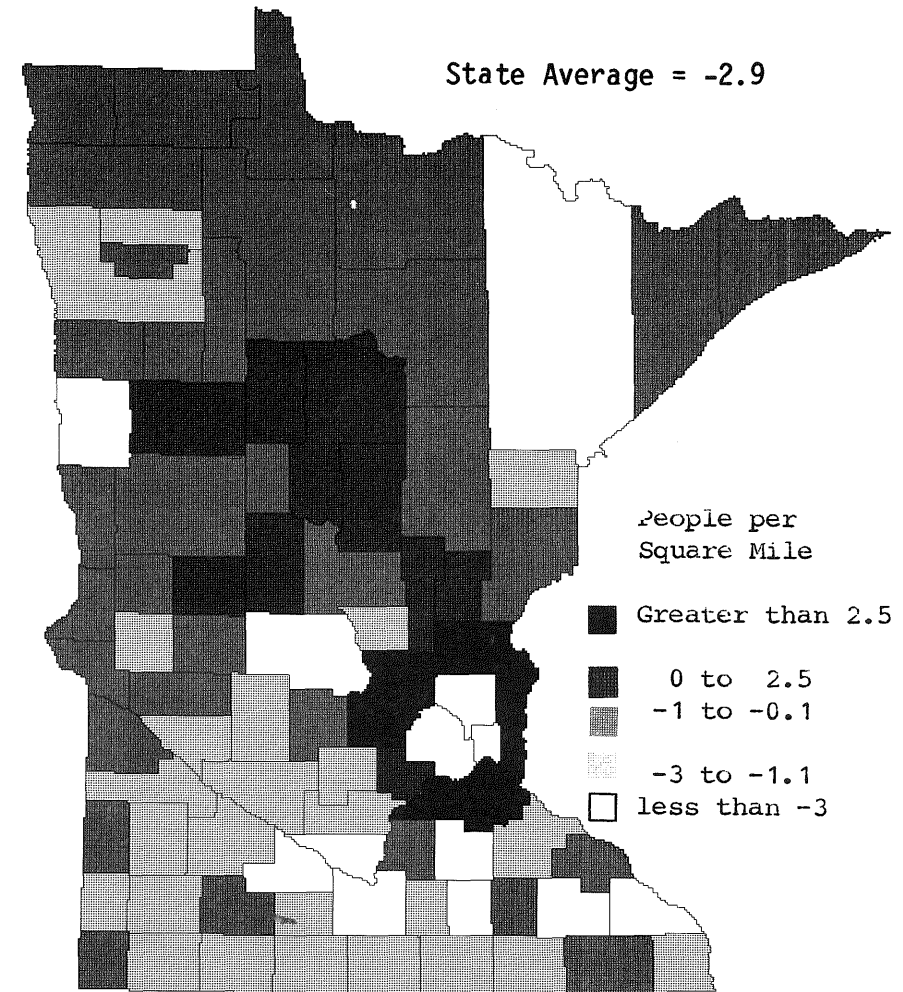 State Average = -2.9
People per
Square Mile
Greater than 2.5
0 to 2.5
-1 to -0.1
-3 to -1.1
less than -3